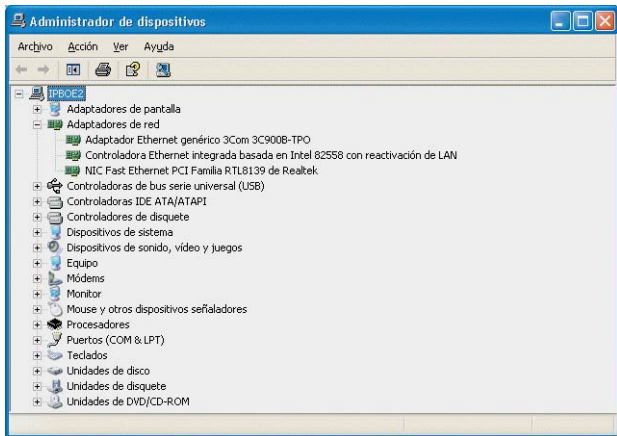 Administrador de dispositivos
Archivo Acción Ver Ayuda
IPBOE2
Adaptadores de pantalla
Adaptadores de red
Adaptador Ethernet genérico 3Com 3C900B-TPO
Controladora Ethernet integrada basada en Intel 82558 con reactivación de LAN
NIC Fast Ethernet PCI Familia RTL8139 de Realtek
Controladoras de bus serie universal (USB)
Controladoras IDE ATA/ATAPI
Controladores de disquete
Dispositivos de sistema
Dispositivos de sonido, vídeo y juegos
Equipo
Módems
Monitor
Mouse y otros dispositivos señaladores
Procesadores
Puertos (COM & LPT)
Teclados
Unidades de disco
Unidades de disquete
Unidades de DVD/CD-ROM